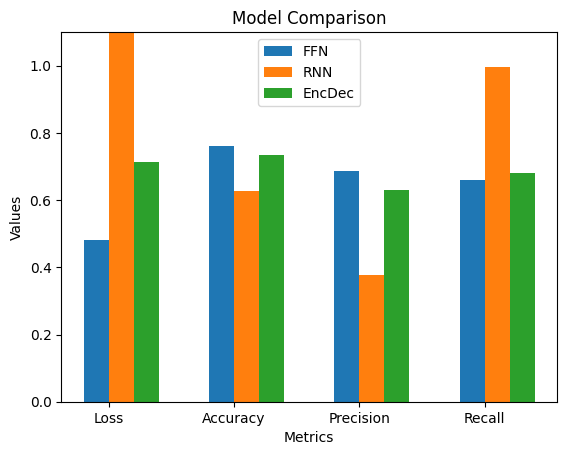 Model Comparison
FFN
RNN
EncDec
Values
1.0
0.8
0.6
0.4
0.2
0.0
Loss Accuracy Precision Recall
Metrics